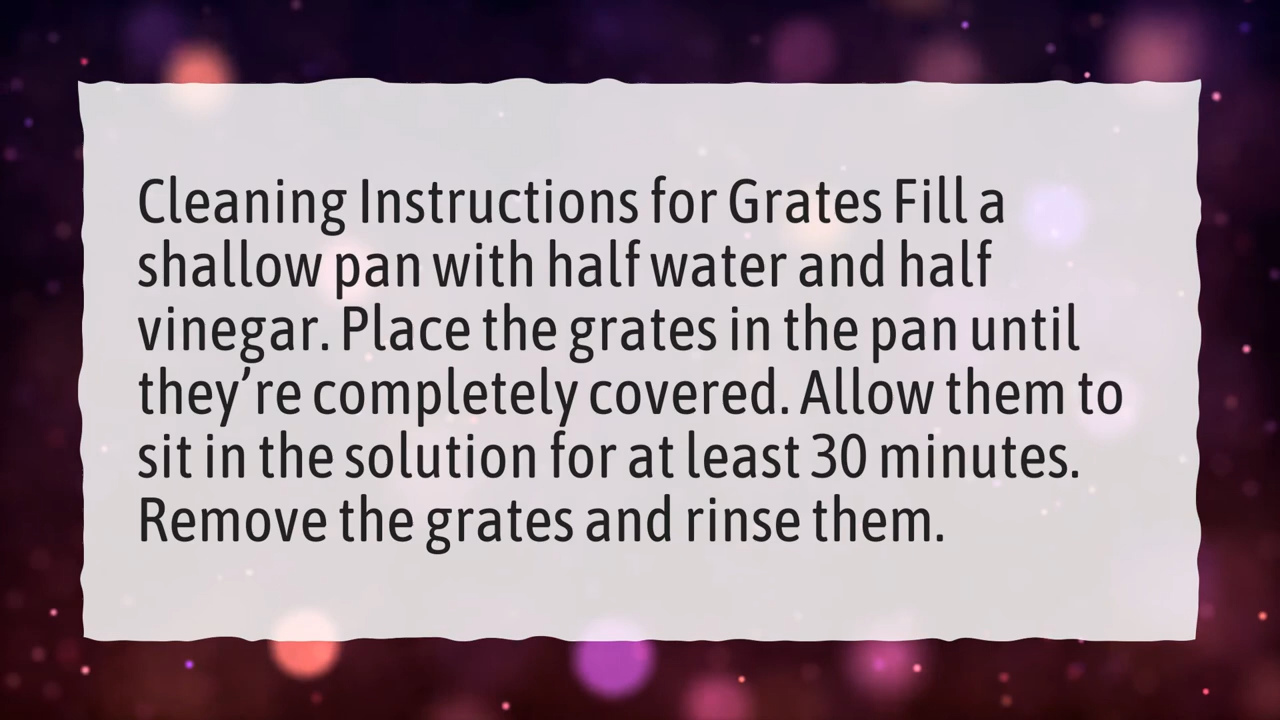 Cleaning Instructions for Grates Fill a
shallow pan with half water and half
vinegar. Place the grates in the pan until
they’re completely covered. Allow them to
sit in the solution for at least 30 minutes.
Remove the grates and rinse them.